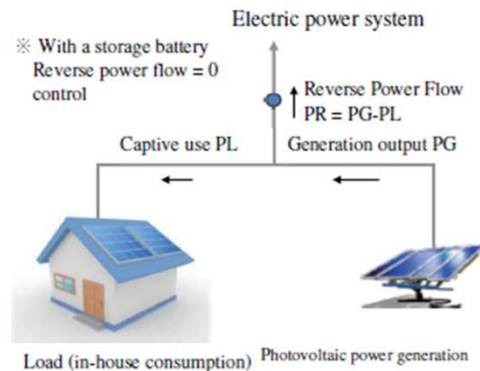 Electric power system
※ With a storage battery
Reverse power flow = 0
control
Reverse Power Flow
PR = PG-PL
Captive use PL
Generation output PG
Load (in-house consumption)
Photovoltaic power generation